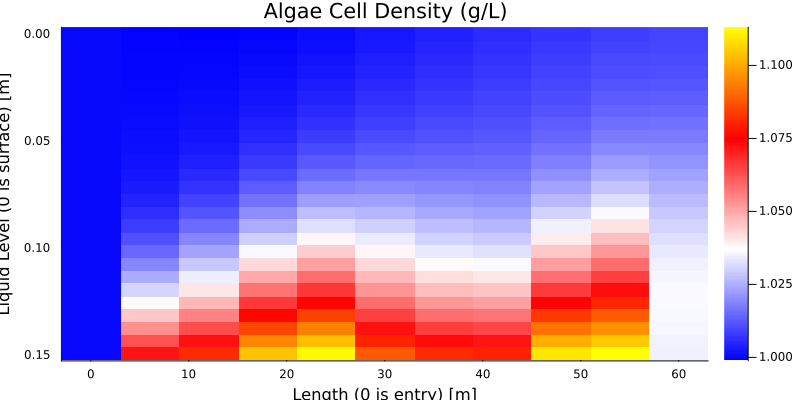 Algae Cell Density (g/L)
0.00
0.05
0.10
0.15
Liquid Level (0 is surface) [m]
0 10 20 30 40 50 60
Length (0 is entry) [m]
1.100
1.075
1.050
1.025
1.000